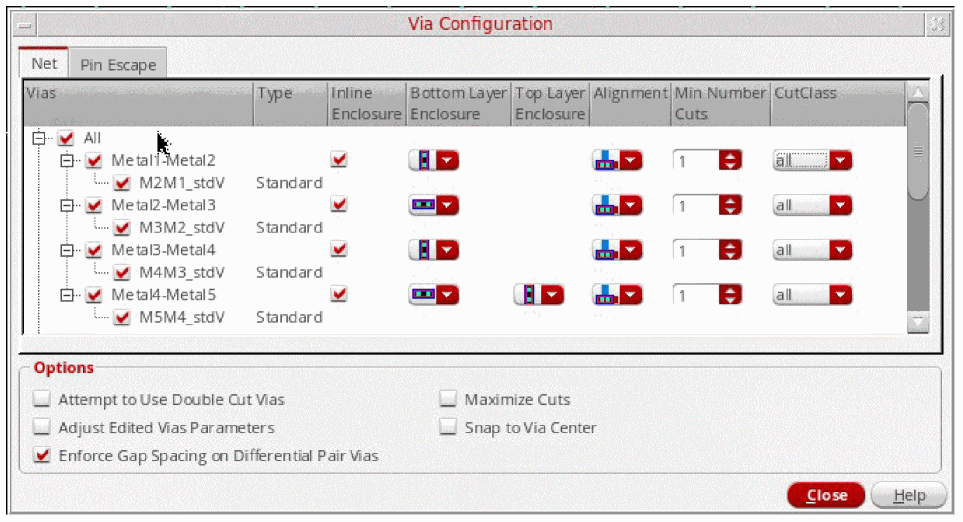 Via Configuration
Net Pin Escape
Vias Type Inline Enclosure Bottom Layer Enclosure Top Layer Enclosure Alignment Min Number Cuts CutClass
All
Metal1-Metal2 1 all
M2M1_stdV Standard
Metal2-Metal3 1 all
M3M2_stdV Standard
Metal3-Metal4 1 all
M4M3_stdV Standard
Metal4-Metal5 1 all
M5M4_stdV Standard
Options
Attempt to Use Double Cut Vias Maximize Cuts
Adjust Edited Vias Parameters Snap to Via Center
Enforce Gap Spacing on Differential Pair Vias
Close Help